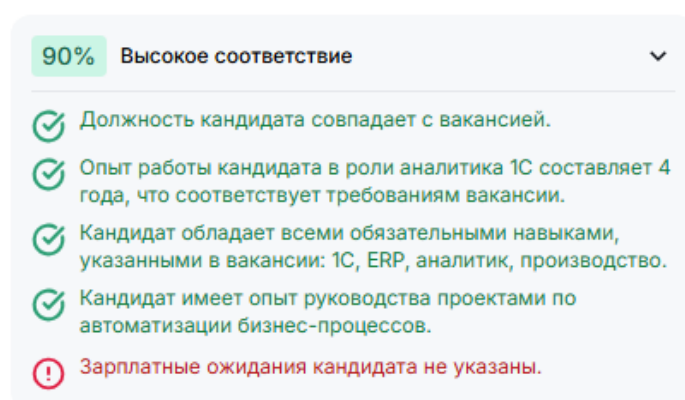 90% Высокое соответствие
Должность кандидата совпадает с вакансией.
Опыт работы кандидата в роли аналитика 1С составляет 4
года, что соответствует требованиям вакансии.
Кандидат обладает всеми обязательными навыками,
указанными в вакансии: 1С, ERP, аналитик, производство.
Кандидат имеет опыт руководства проектами по
автоматизации бизнес-процессов.
Зарплатные ожидания кандидата не указаны.